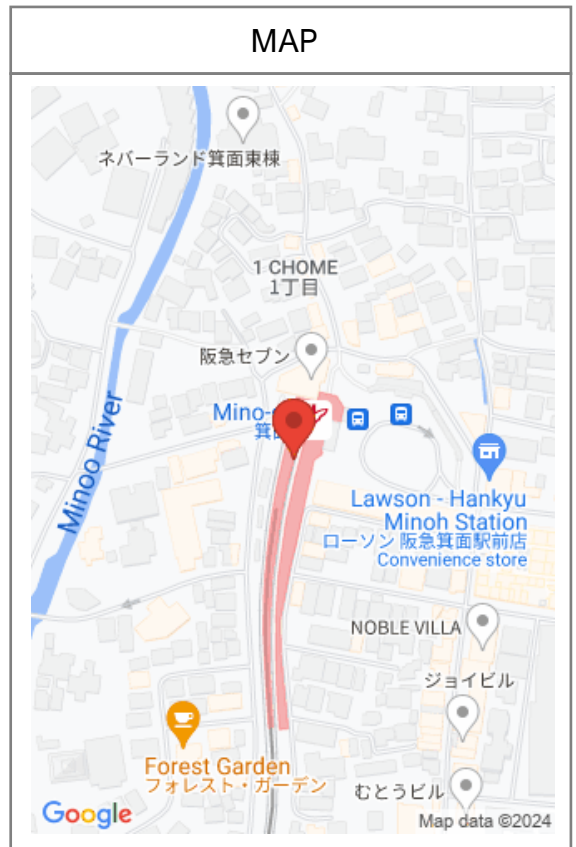 MAP
ネバーランド箕面東棟
1 CHOME
1丁目
阪急セブン
Mino-
箕
Minoo River
Lawson - Hankyu
Minoh Station
ローソン 阪急箕面駅前店
Convenience store
NOBLE VILLA
ジョイビル
Forest Garden
フォレスト・ガーデン
むとうビル
Google
Map data ©2024